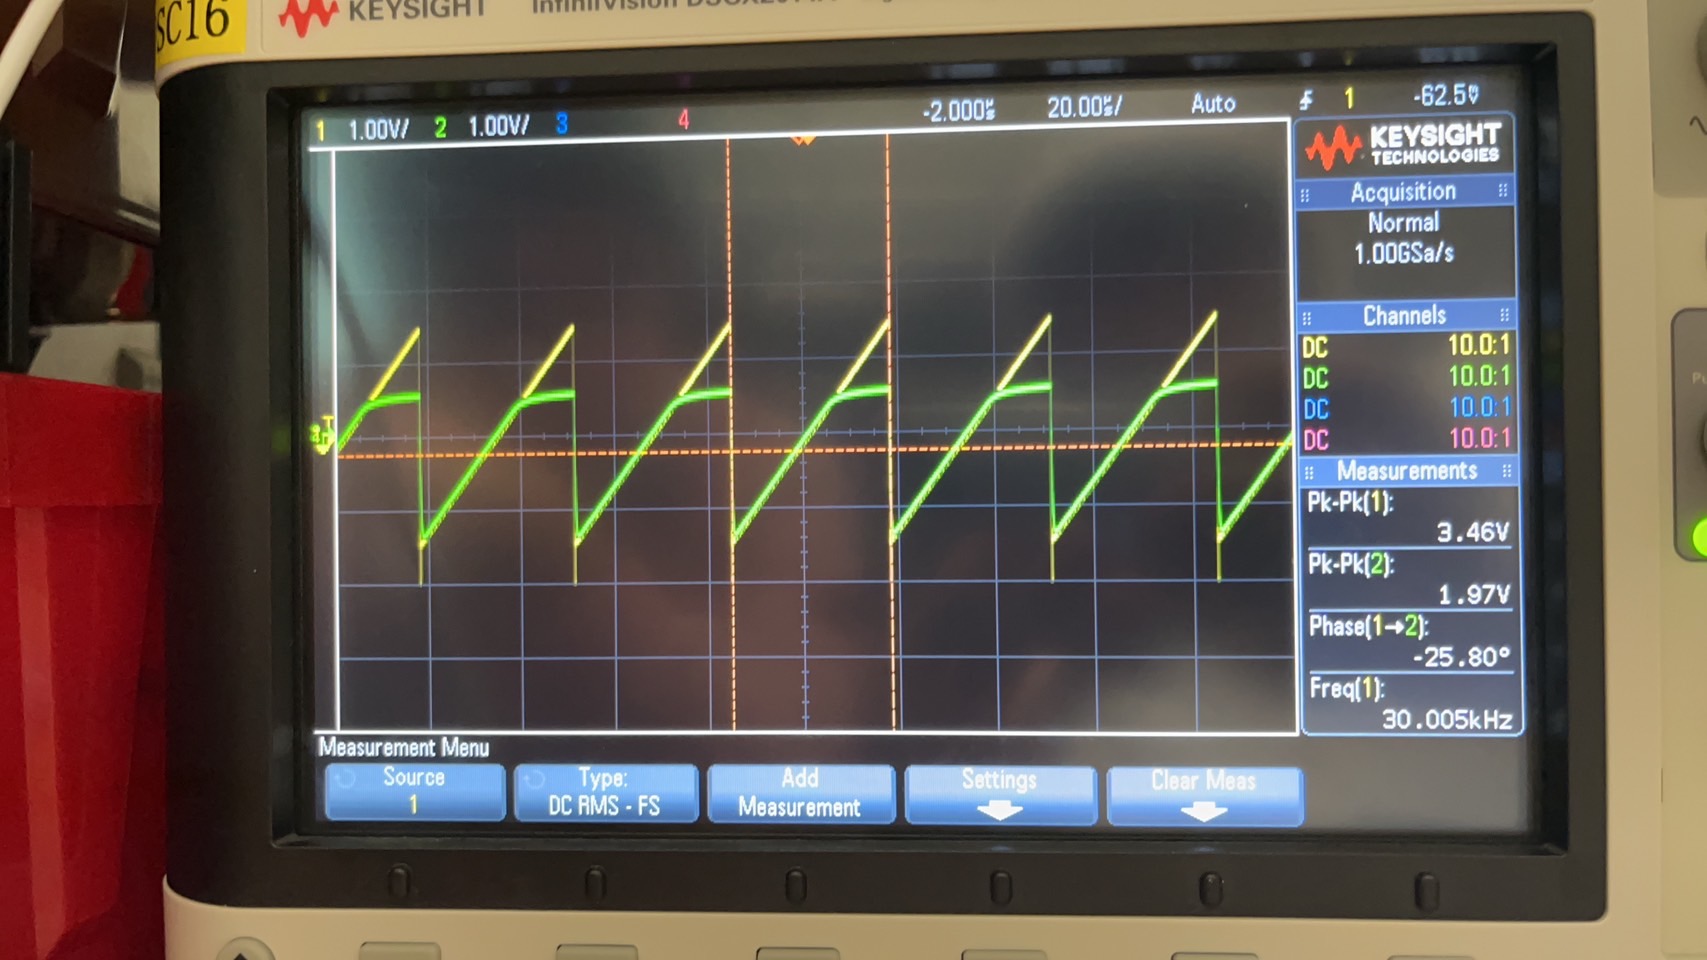 SC16
KEYSIGHT
1 1.00V/ 2 1.00V/ 3 4 -2.000µs 20.00µs/ Auto 1 -62.5V
KEYSIGHT
TECHNOLOGIES
Acquisition
Normal
1.00GSa/s
Channels
DC 10.0:1
DC 10.0:1
DC 10.0:1
DC 10.0:1
Measurements
Pk-Pk(1):
3.46V
Pk-Pk(2):
1.97V
Phase(1→2):
-25.80°
Freq(1):
30.005kHz
Measurement Menu
Source
1
Type:
DC RMS - FS
Add
Measurement
Settings
Clear Meas